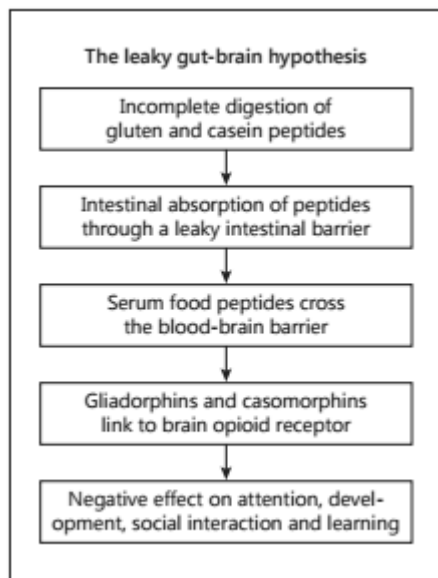 The leaky gut-brain hypothesis
Incomplete digestion of
gluten and casein peptides
Intestinal absorption of peptides
through a leaky intestinal barrier
Serum food peptides cross
the blood-brain barrier
Gliadorphins and casomorphins
link to brain opioid receptor
Negative effect on attention, devel-
opment, social interaction and learning